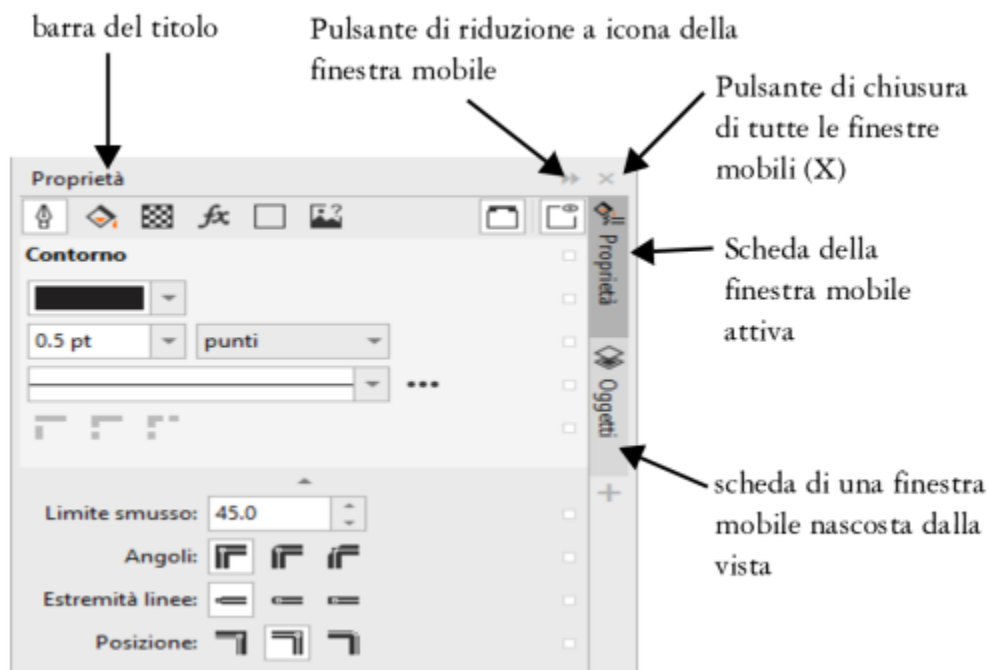 barra del titolo
Pulsante di riduzione a icona della
finestra mobile
Pulsante di chiusura
di tutte le finestre
mobili (X)
Proprietà
fx
Contorno
0.5 pt
punti
Proprietà
Oggetti
Scheda della
finestra mobile
attiva
scheda di una finestra
mobile nascosta dalla
vista
Limite smusso: 45.0
Angoli:
Estremità linee:
Posizione: